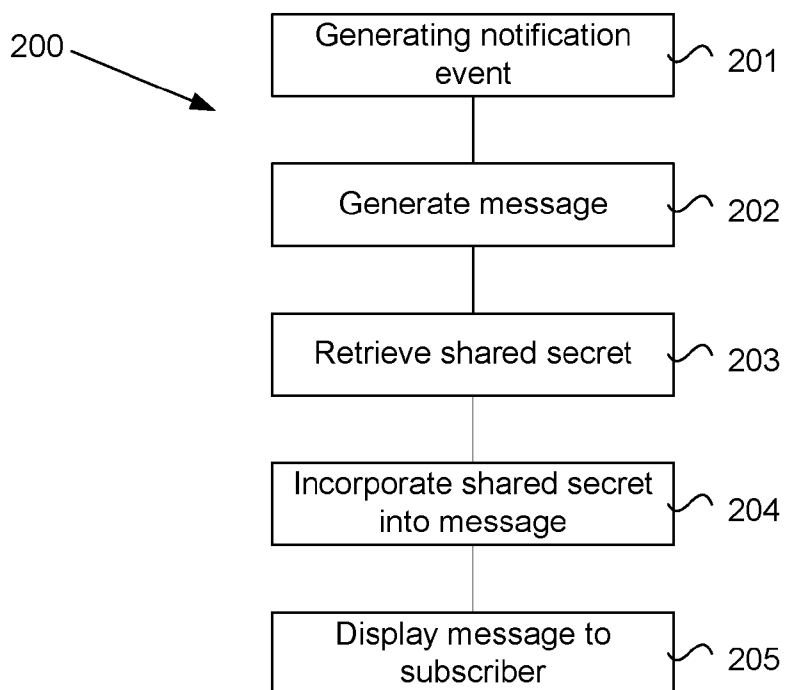 200
Generating notification
event
201
Generate message
202
Retrieve shared secret
203
Incorporate shared secret
into message
204
Display message to
subscriber
205